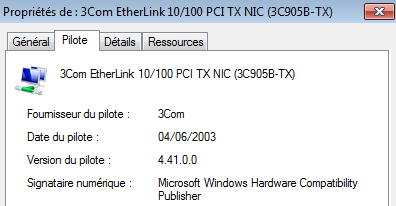 Propriétés de : 3Com EtherLink 10/100 PCI TX NIC (3C905B-TX)
Général Pilote Détails Ressources
3Com EtherLink 10/100 PCI TX NIC (3C905B-TX)
Fournisseur du pilote : 3Com
Date du pilote : 04/06/2003
Version du pilote : 4.41.0.0
Signataire numérique : Microsoft Windows Hardware Compatibility
Publisher